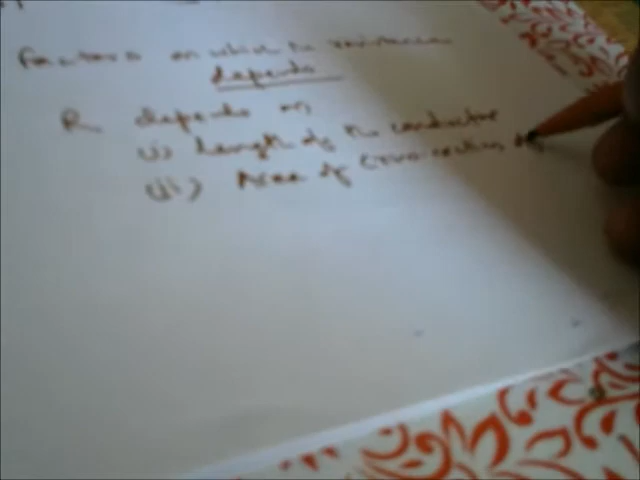 Factors on which the resistance
depends
R depends on
(i) Length of the conductor
(ii) Area of cross section of